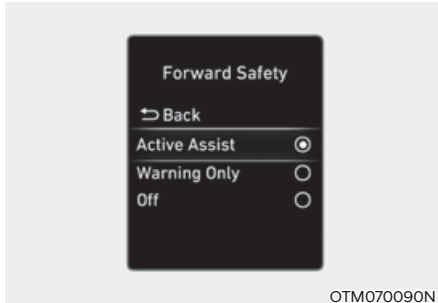 Forward Safety
Back
Active Assist
Warning Only
Off
OTM070090N